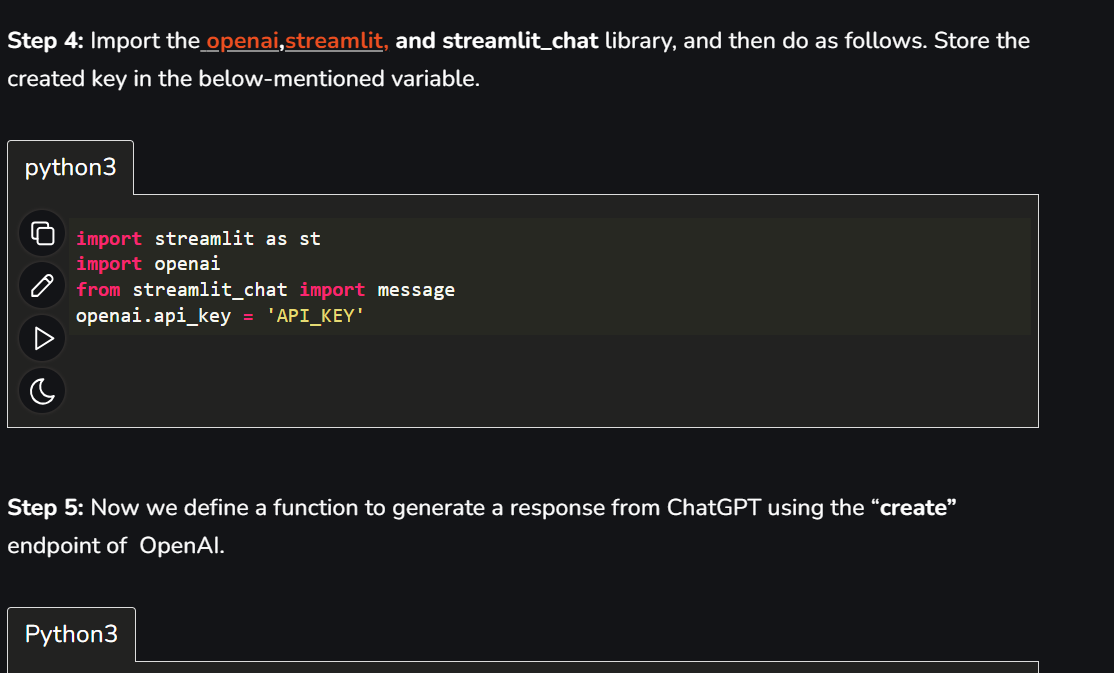 Step 4: Import the openai,streamlit, and streamlit_chat library, and then do as follows. Store the
created key in the below-mentioned variable.
python3
import streamlit as st
import openai
from streamlit_chat import message
openai.api_key = 'API_KEY'
Step 5: Now we define a function to generate a response from ChatGPT using the “create”
endpoint of  OpenAI.
Python3